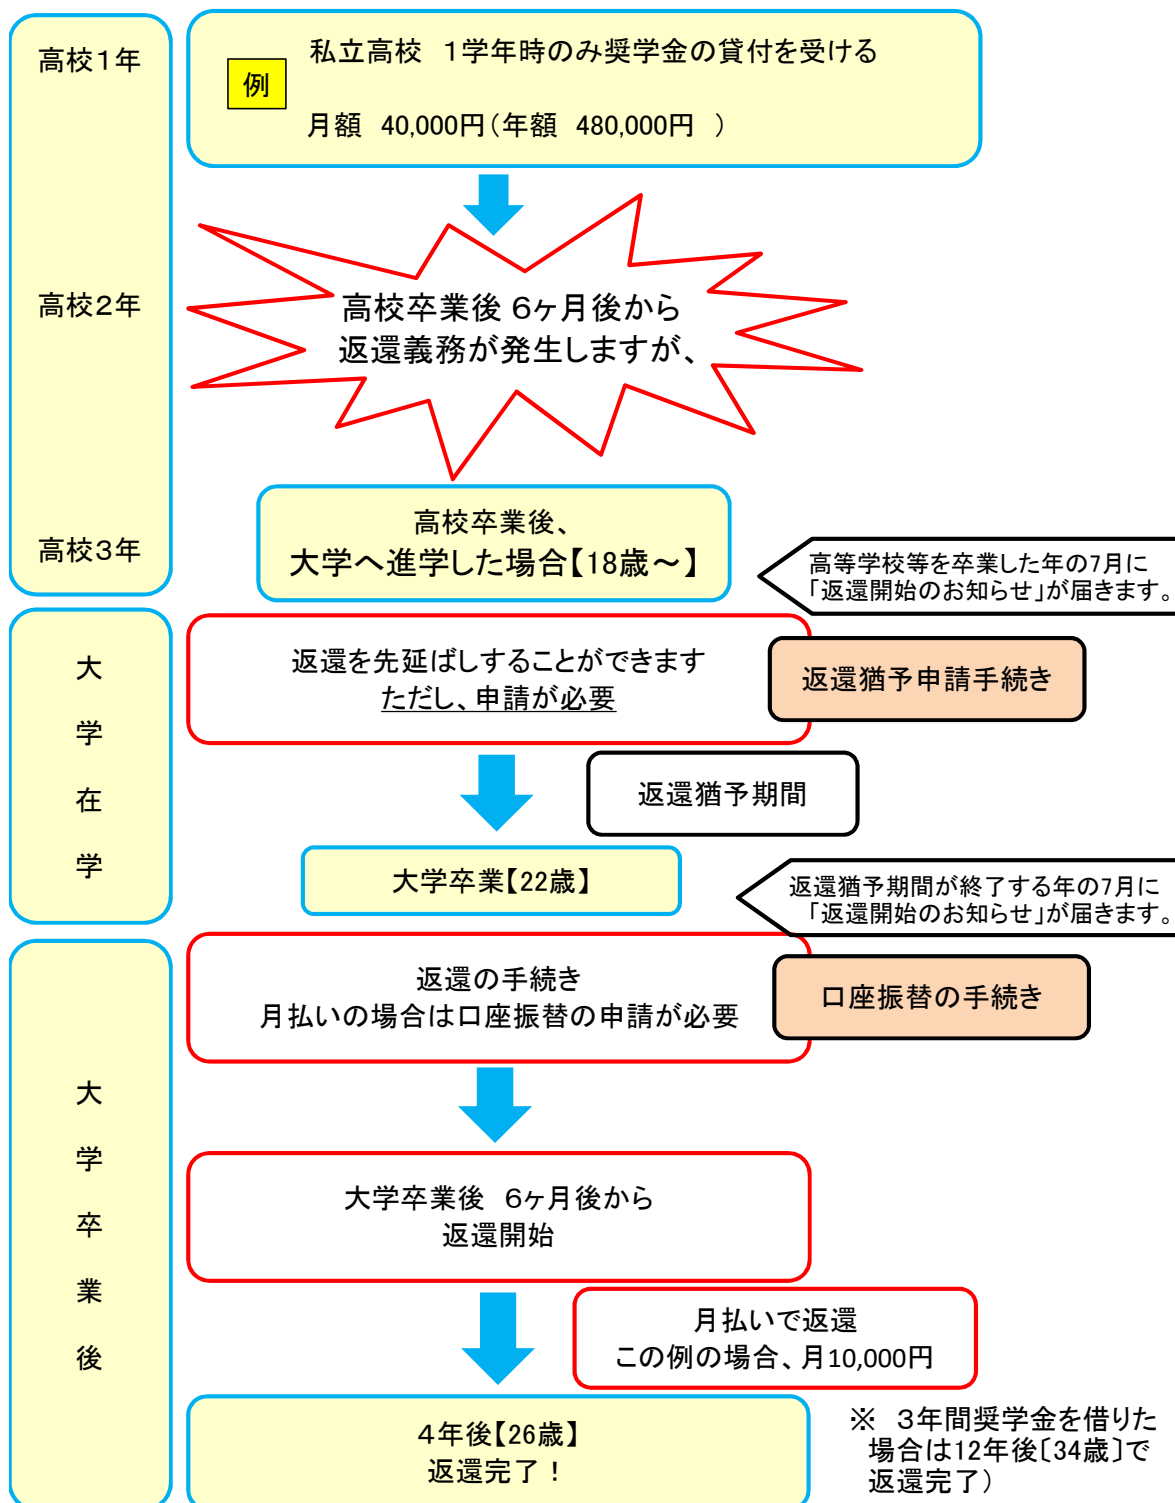 高校1年
私立高校　1学年時のみ奨学金の貸付を受ける
例
月額　40,000円(年額　480,000円　)
高校2年
高校卒業後 6ヶ月後から
返還義務が発生しますが、
高校3年
高校卒業後、
大学へ進学した場合【18歳～】
高等学校等を卒業した年の7月に
「返還開始のお知らせ」が届きます。
大学在学
返還を先延ばしすることができます
ただし、申請が必要
返還猶予申請手続き
返還猶予期間
大学卒業【22歳】
返還猶予期間が終了する年の7月に
「返還開始のお知らせ」が届きます。
大学卒業後
返還の手続き
月払いの場合は口座振替の申請が必要
口座振替の手続き
大学卒業後　6ヶ月後から
返還開始
月払いで返還
この例の場合、月10,000円
4年後【26歳】
返還完了！
※　3年間奨学金を借りた
場合は12年後〔34歳〕で
返還完了)